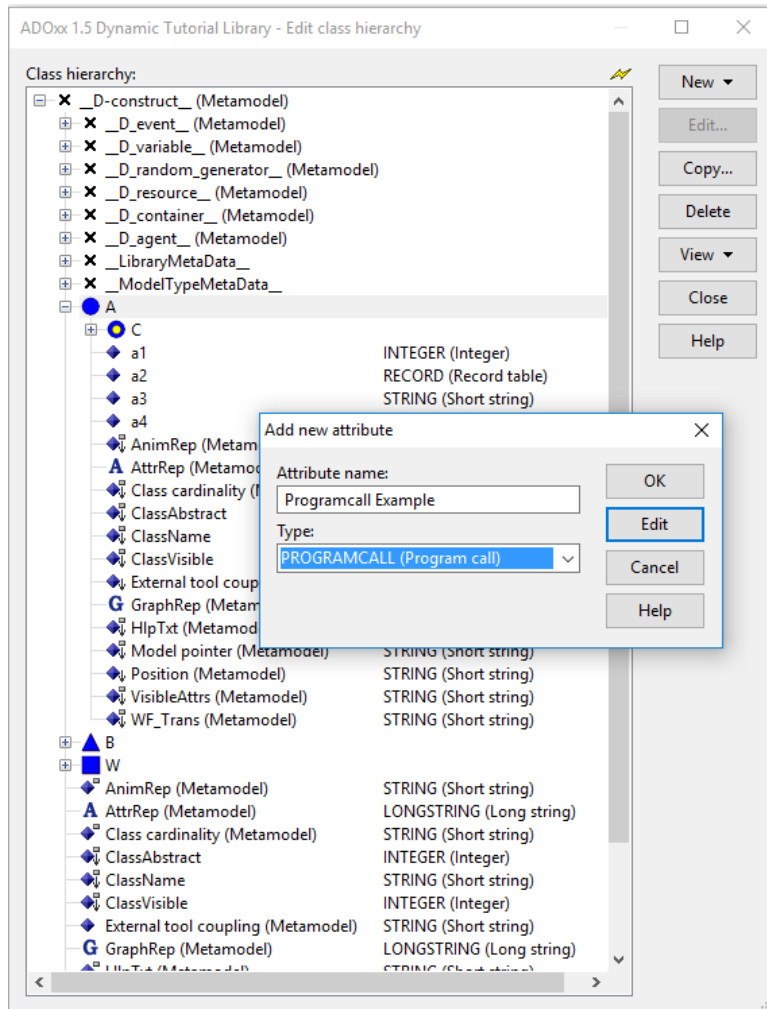 ADOxx 1.5 Dynamic Tutorial Library - Edit class hierarchy
Class hierarchy:
__D-construct__ (Metamodel)
__D_event__ (Metamodel)
__D_variable__ (Metamodel)
__D_random_generator__ (Metamodel)
__D_resource__ (Metamodel)
__D_container__ (Metamodel)
__D_agent__ (Metamodel)
__LibraryMetaData__
__ModelTypeMetaData__
A
C
a1 INTEGER (Integer)
a2 RECORD (Record table)
a3 STRING (Short string)
a4
AnimRep (Metam
AttrRep (Metamo
Class cardinality (
ClassAbstract
ClassName
ClassVisible
External tool coup
GraphRep (Metam
HlpTxt (Metamod
Model pointer (Metamodel) STRING (Short string)
Position (Metamodel) STRING (Short string)
VisibleAttrs (Metamodel) STRING (Short string)
WF_Trans (Metamodel) STRING (Short string)
B
W
AnimRep (Metamodel) STRING (Short string)
AttrRep (Metamodel) LONGSTRING (Long string)
Class cardinality (Metamodel) STRING (Short string)
ClassAbstract INTEGER (Integer)
ClassName STRING (Short string)
ClassVisible INTEGER (Integer)
External tool coupling (Metamodel) STRING (Short string)
GraphRep (Metamodel) LONGSTRING (Long string)
HlpTxt (Metamodel) STRING (Short string)
New
Edit...
Copy...
Delete
View
Close
Help
Add new attribute
Attribute name:
Programcall Example
Type:
PROGRAMCALL (Program call)
OK
Edit
Cancel
Help